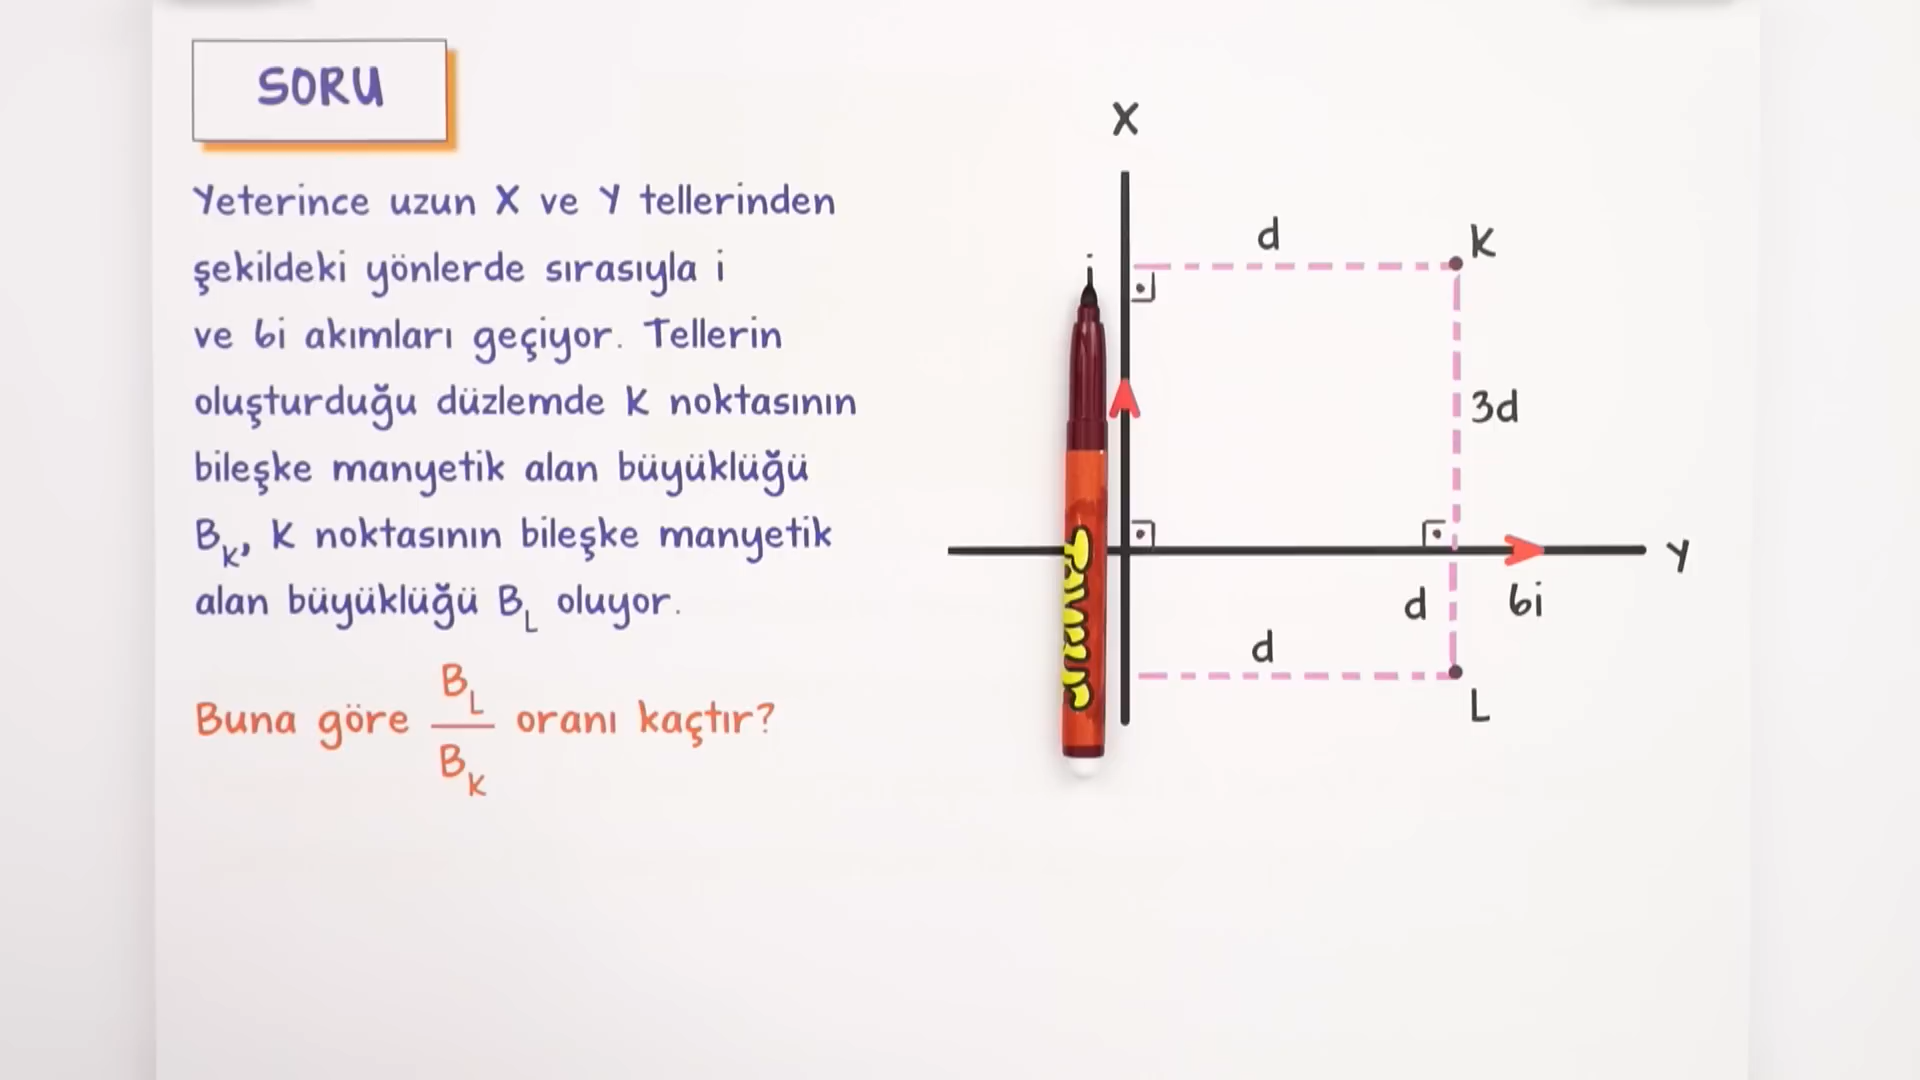 SORU
Yeterince uzun X ve Y tellerinden
şekildeki yönlerde sırasıyla i
ve 6i akımları geçiyor. Tellerin
oluşturduğu düzlemde K noktasının
bileşke manyetik alan büyüklüğü
B_K, K noktasının bileşke manyetik
alan büyüklüğü B_L oluyor.
Buna göre B_L/B_K oranı kaçtır?
X
d
K
i
3d
Y
d
6i
d
L